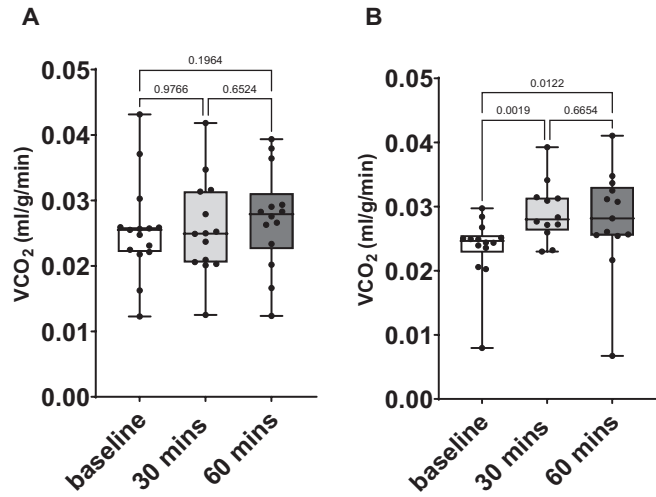 A
VCO2 (ml/g/min)
0.05
0.04
0.03
0.02
0.01
0.00
0.1964
0.9766
0.6524
baseline
30 mins
60 mins
B
VCO2 (ml/g/min)
0.05
0.04
0.03
0.02
0.01
0.00
0.0122
0.0019
0.6654
baseline
30 mins
60 mins